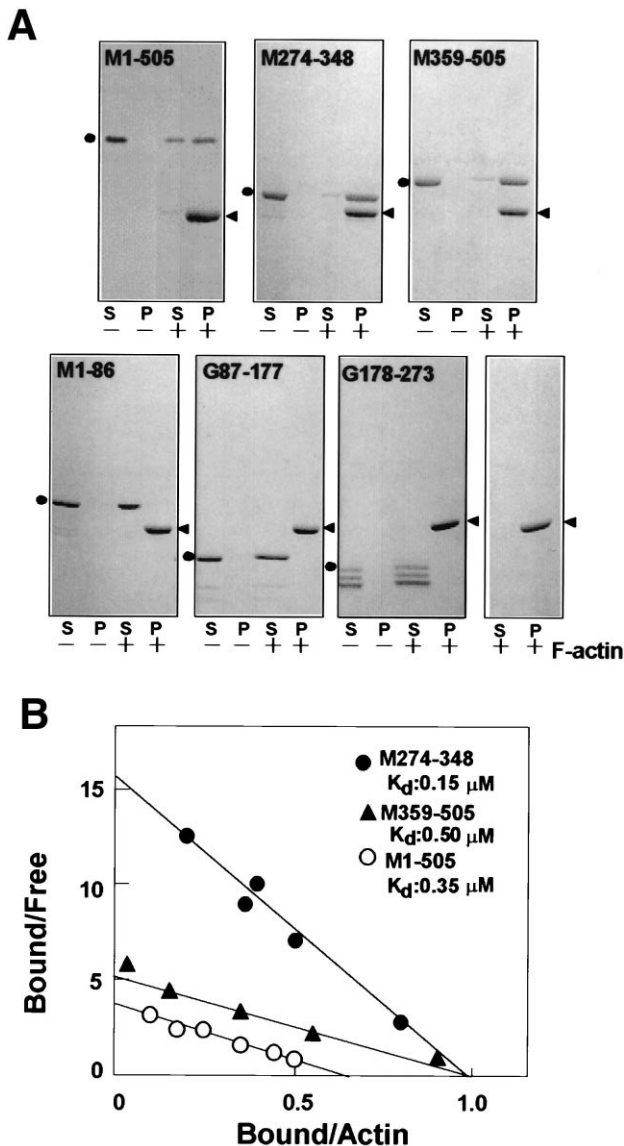 A
M1-505 M274-348 M359-505
S P S P S P S P S P S P
− − + + − − + + − − + +
M1-86 G87-177 G178-273
S P S P S P S P S P S P S P
− − + + − − + + − − + + + + F-actin
B
M274-348
Kd:0.15 μM
M359-505
Kd:0.50 μM
M1-505
Kd:0.35 μM
15
10
5
0
0 0.5 1.0
Bound/Free
Bound/Actin